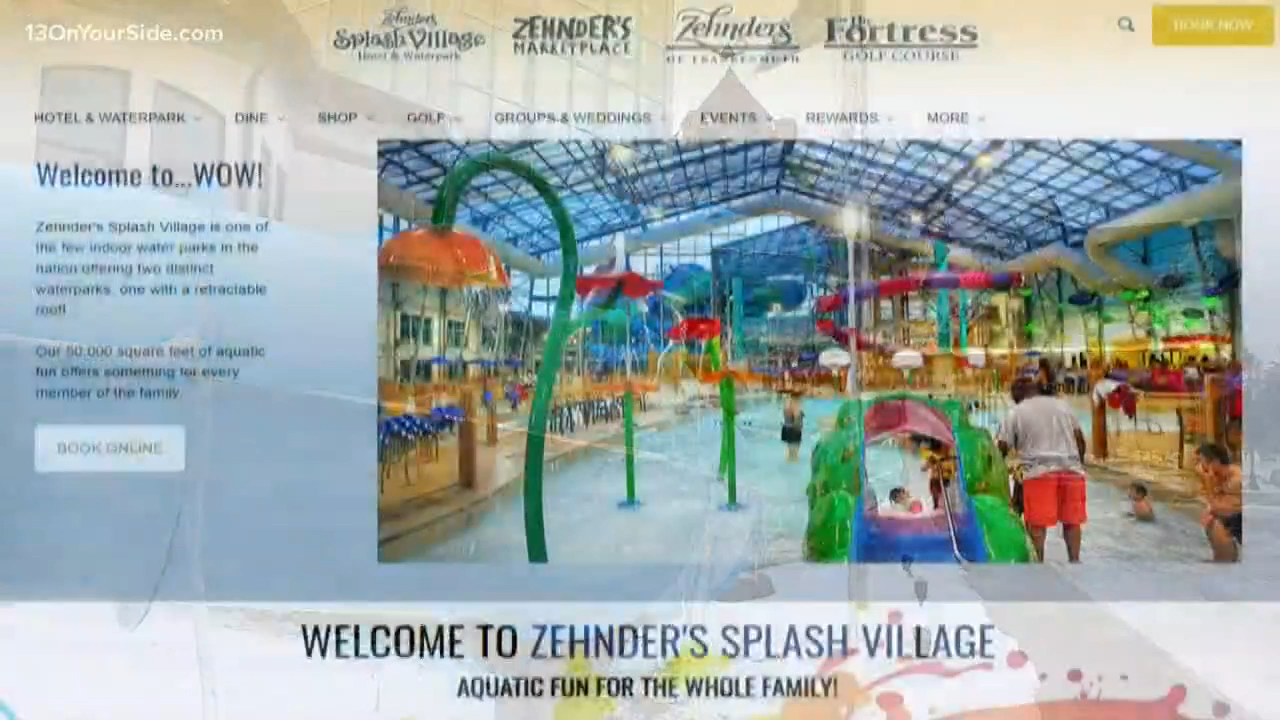 13OnYourSide.com
Zehnder's
Splash Village
Hotel & Waterpark
ZEHNDER'S
MARKETPLACE
Zehnder's
OF FRANKENMUTH
The
Fortress
GOLF COURSE
BOOK NOW
HOTEL & WATERPARK DINE SHOP GOLF GROUPS & WEDDINGS EVENTS REWARDS MORE
Welcome to...WOW!
Zehnder's Splash Village is one of
the few indoor water parks in the
nation offering two distinct
waterparks, one with a retractable
roof!
Our 50,000 square feet of aquatic
fun offers something for every
member of the family.
BOOK ONLINE
WELCOME TO ZEHNDER'S SPLASH VILLAGE
AQUATIC FUN FOR THE WHOLE FAMILY!